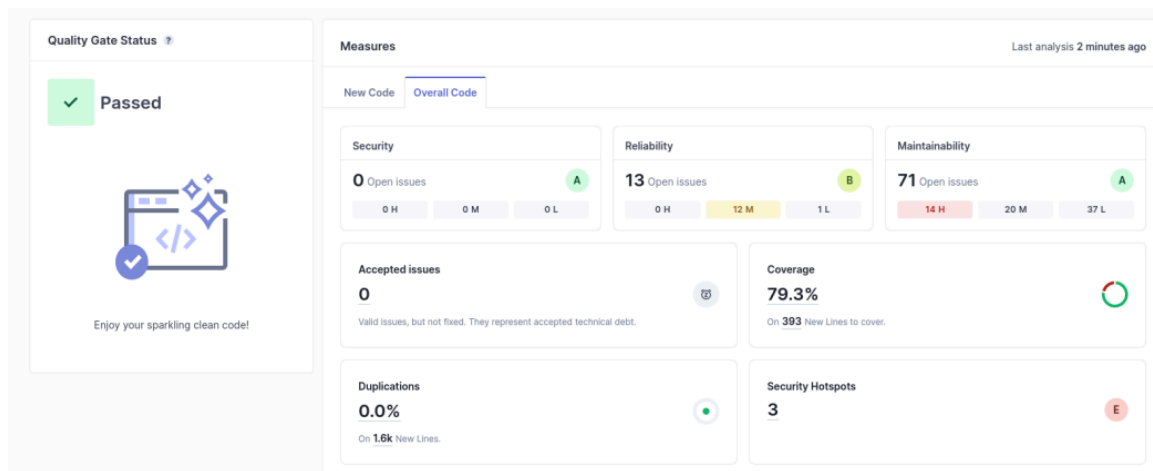 Quality Gate Status ?
Passed
Enjoy your sparkling clean code!
Measures
Last analysis 2 minutes ago
New Code Overall Code
Security
0 Open issues A
0 H 0 M 0 L
Reliability
13 Open issues B
0 H 12 M 1 L
Maintainability
71 Open issues A
14 H 20 M 37 L
Accepted issues
0
Valid issues, but not fixed. They represent accepted technical debt.
Coverage
79.3%
On 393 New Lines to cover.
Duplications
0.0%
On 1.6k New Lines.
Security Hotspots
3 E